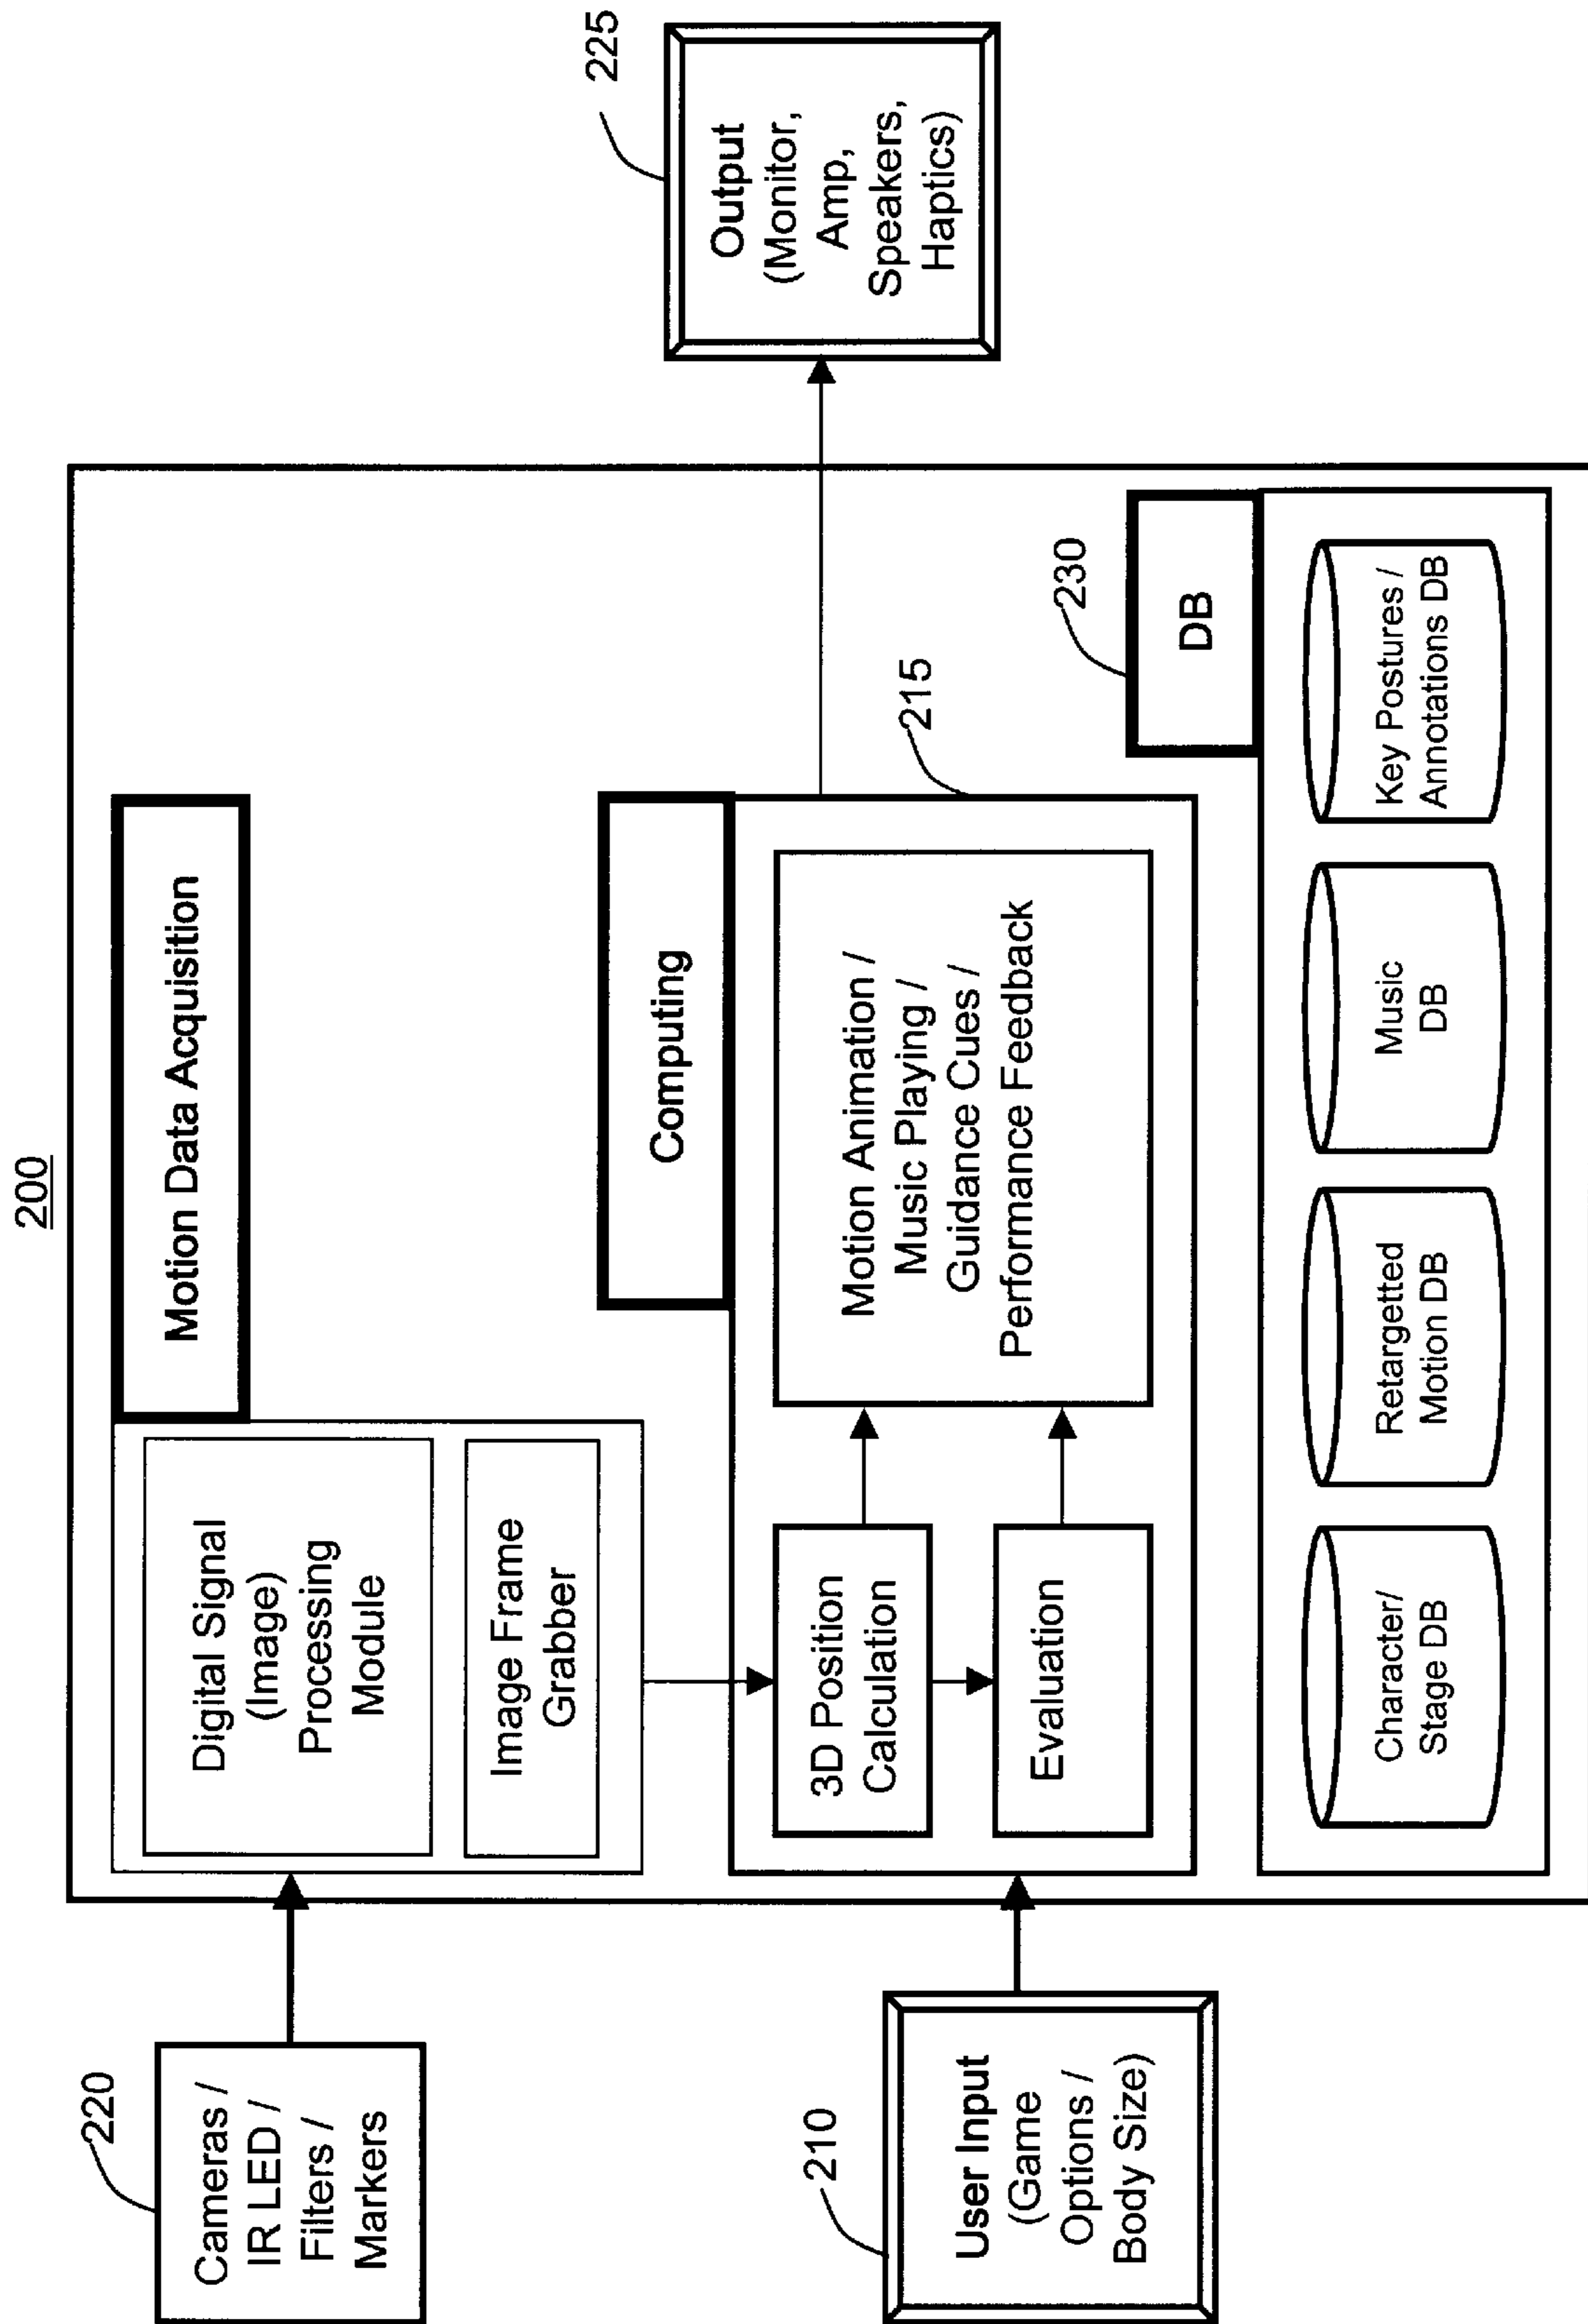 200
220
Cameras /
IR LED /
Filters /
Markers
Motion Data Acquisition
Digital Signal
(Image)
Processing
Module
Image Frame
Grabber
210
User Input
(Game
Options /
Body Size)
Computing
215
3D Position
Calculation
Evaluation
Motion Animation /
Music Playing /
Guidance Cues /
Performance Feedback
225
Output
(Monitor,
Amp,
Speakers,
Haptics)
230
DB
Character/
Stage DB
Retargetted
Motion DB
Music
DB
Key Postures /
Annotations DB